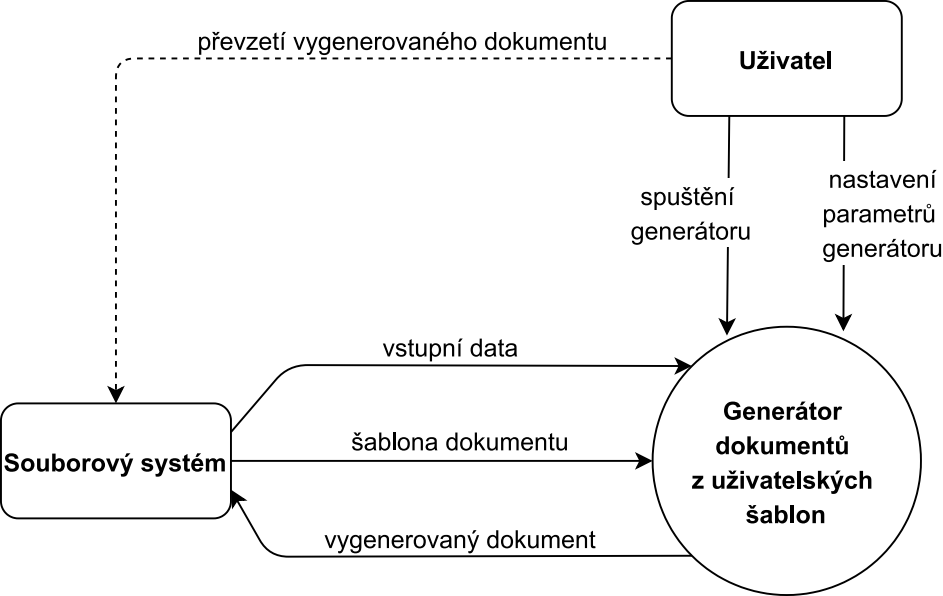 převzetí vygenerovaného dokumentu
Uživatel
spuštění
generátoru
nastavení
parametrů
generátoru
vstupní data
šablona dokumentu
Souborový systém
Generátor
dokumentů
z uživatelských
šablon
vygenerovaný dokument